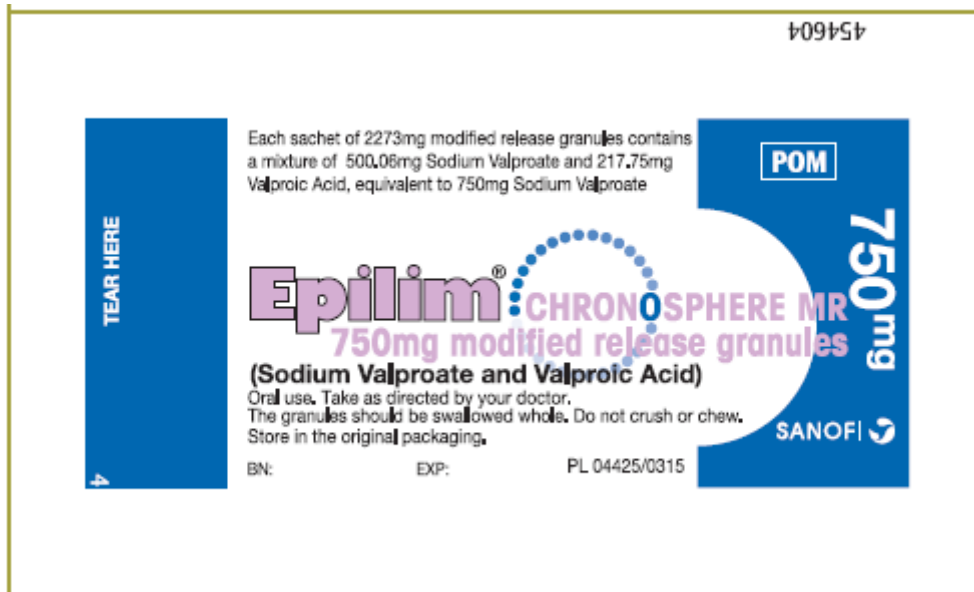 454604
TEAR HERE
4
Each sachet of 2273mg modified release granules contains
a mixture of 500.06mg Sodium Valproate and 217.75mg
Valproic Acid, equivalent to 750mg Sodium Valproate
Epilim® CHRONOSPHERE MR
750mg modified release granules
(Sodium Valproate and Valproic Acid)
Oral use. Take as directed by your doctor.
The granules should be swallowed whole. Do not crush or chew.
Store in the original packaging.
BN: EXP: PL 04425/0315
POM
750mg
SANOFI